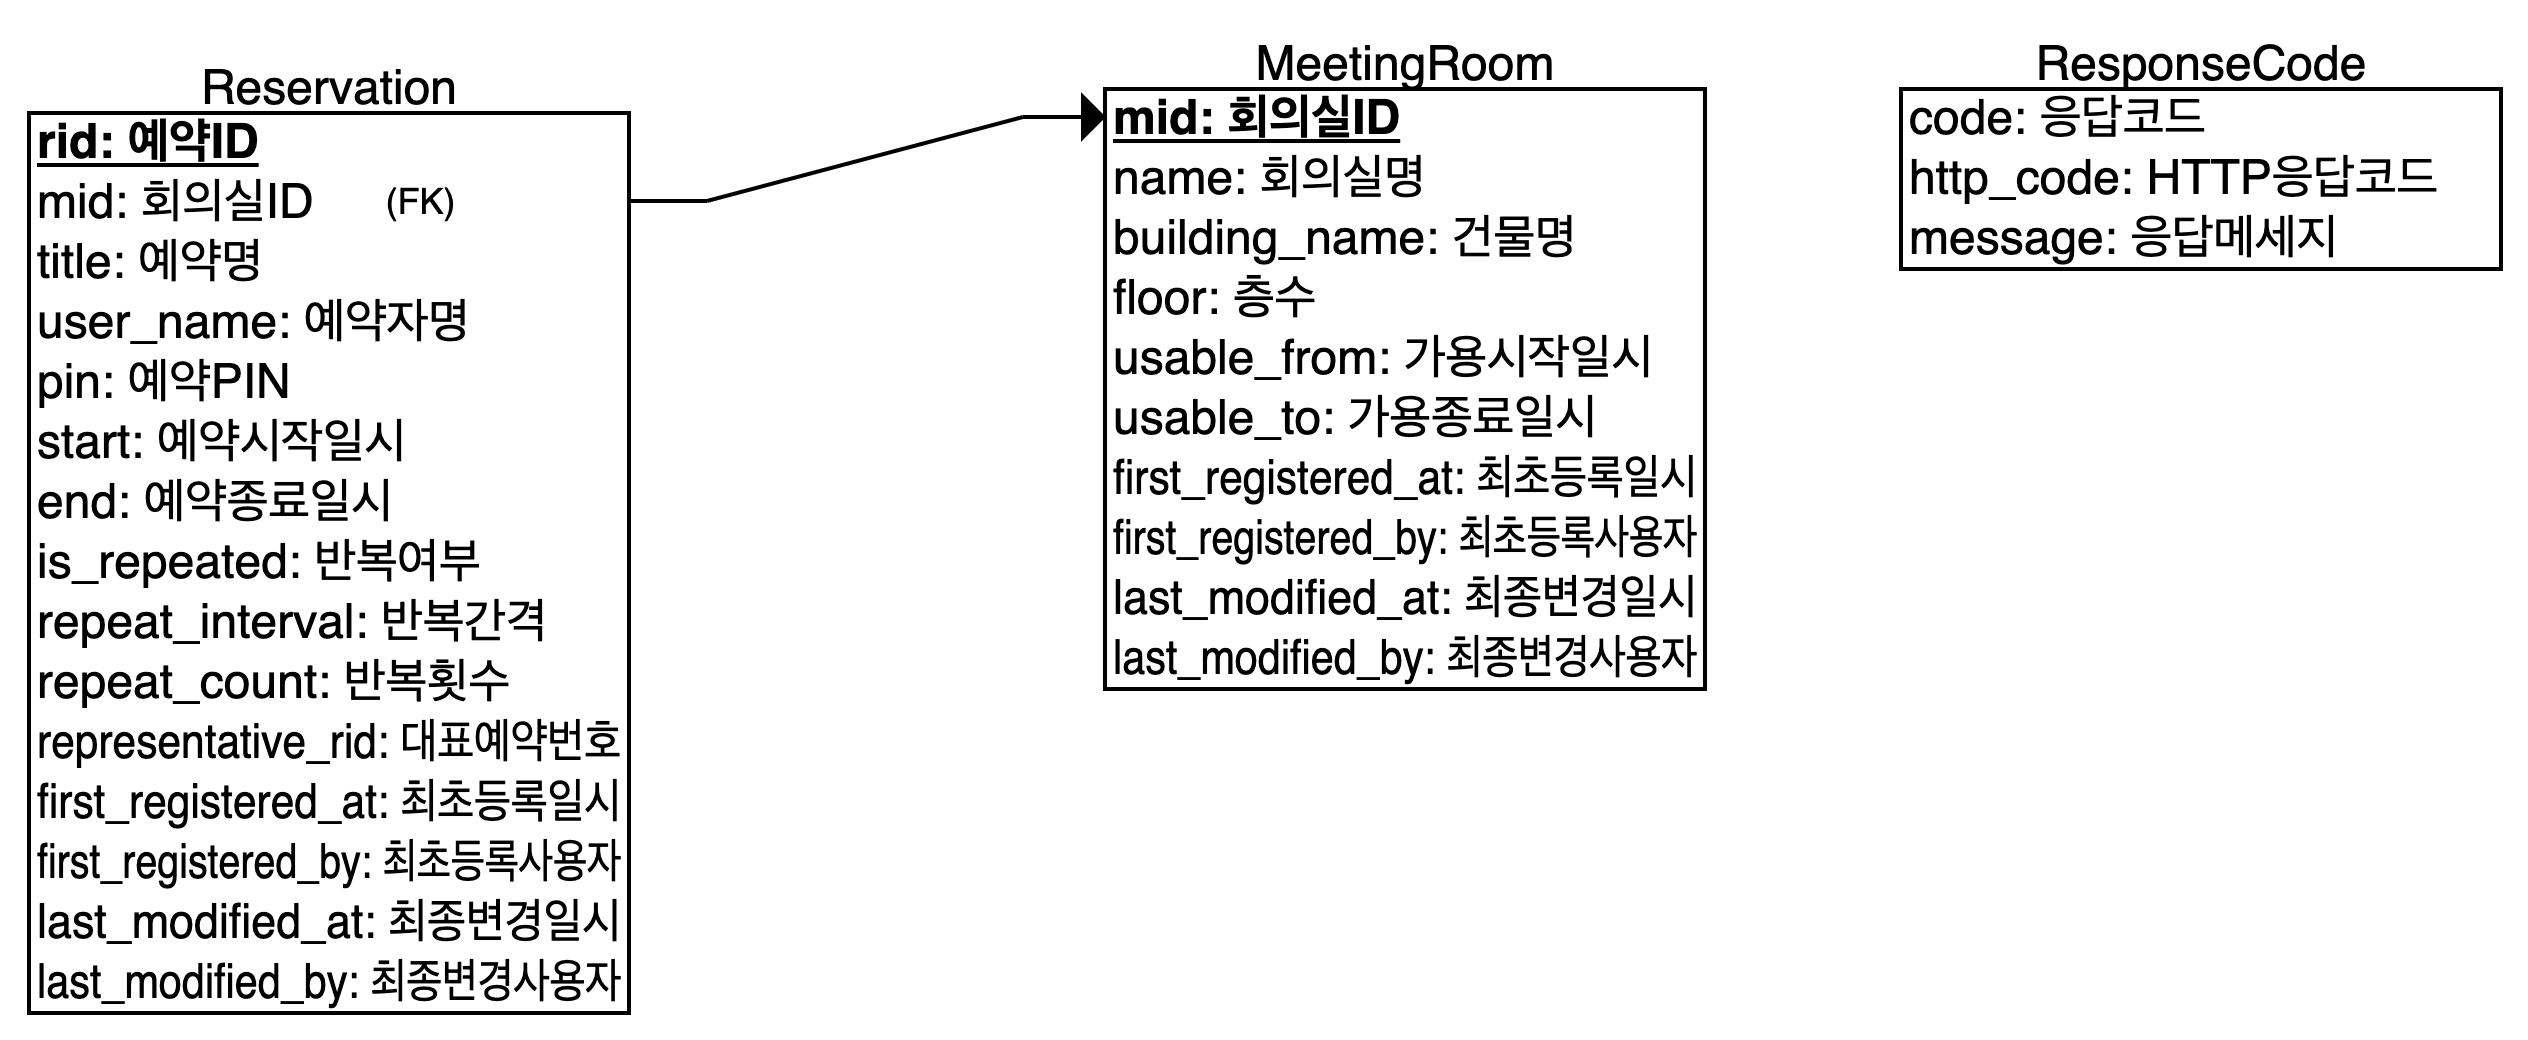 Reservation
rid: 예약ID
mid: 회의실ID (FK)
title: 예약명
user_name: 예약자명
pin: 예약PIN
start: 예약시작일시
end: 예약종료일시
is_repeated: 반복여부
repeat_interval: 반복간격
repeat_count: 반복횟수
representative_rid: 대표예약번호
first_registered_at: 최초등록일시
first_registered_by: 최초등록사용자
last_modified_at: 최종변경일시
last_modified_by: 최종변경사용자
MeetingRoom
mid: 회의실ID
name: 회의실명
building_name: 건물명
floor: 층수
usable_from: 가용시작일시
usable_to: 가용종료일시
first_registered_at: 최초등록일시
first_registered_by: 최초등록사용자
last_modified_at: 최종변경일시
last_modified_by: 최종변경사용자
ResponseCode
code: 응답코드
http_code: HTTP응답코드
message: 응답메세지